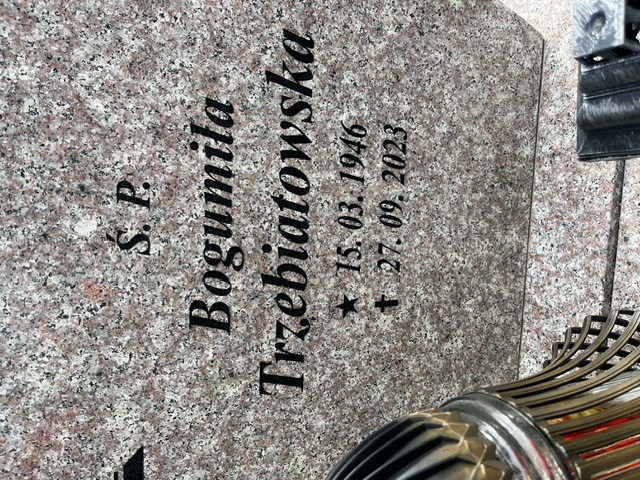 Ś. P.
Bogumiła
Trzebiatowska
★ 15. 03. 1946
✝ 27. 09. 2023